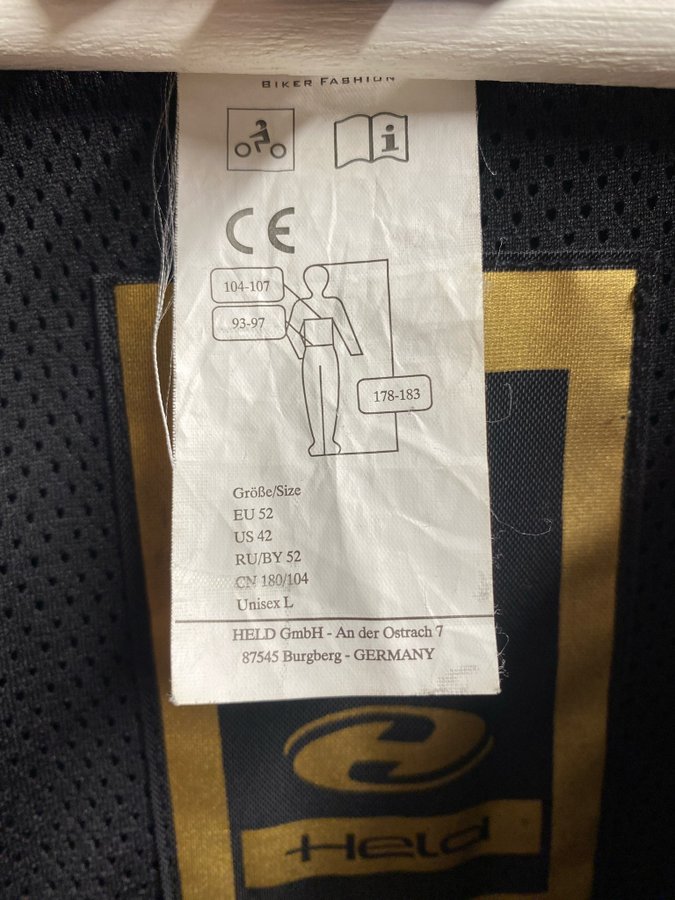 BIKER FASHION
i
CE
104-107
93-97
178-183
Größe/Size
EU 52
US 42
RU/BY 52
CN 180/104
Unisex L
HELD GmbH - An der Ostrach 7
87545 Burgberg - GERMANY
Held